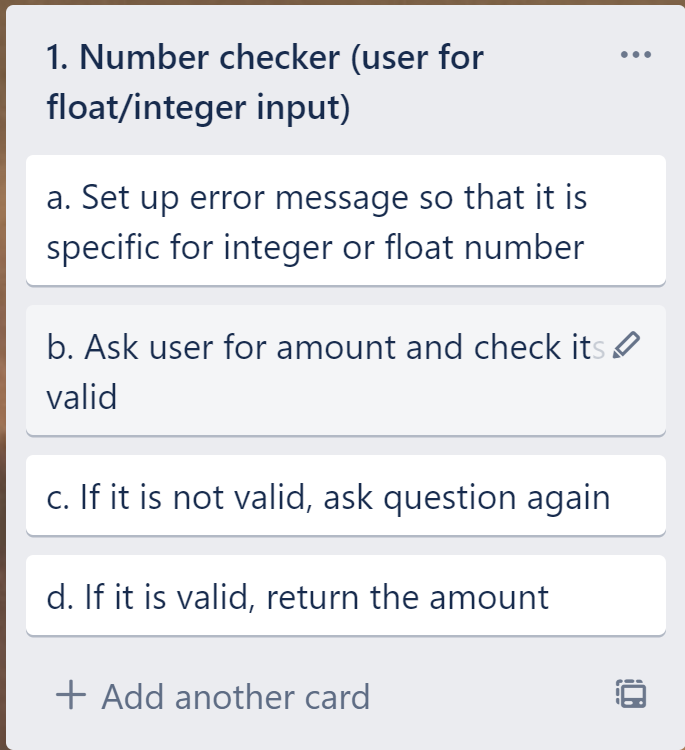 1. Number checker (user for
float/integer input)
a. Set up error message so that it is
specific for integer or float number
b. Ask user for amount and check its
valid
c. If it is not valid, ask question again
d. If it is valid, return the amount
+ Add another card